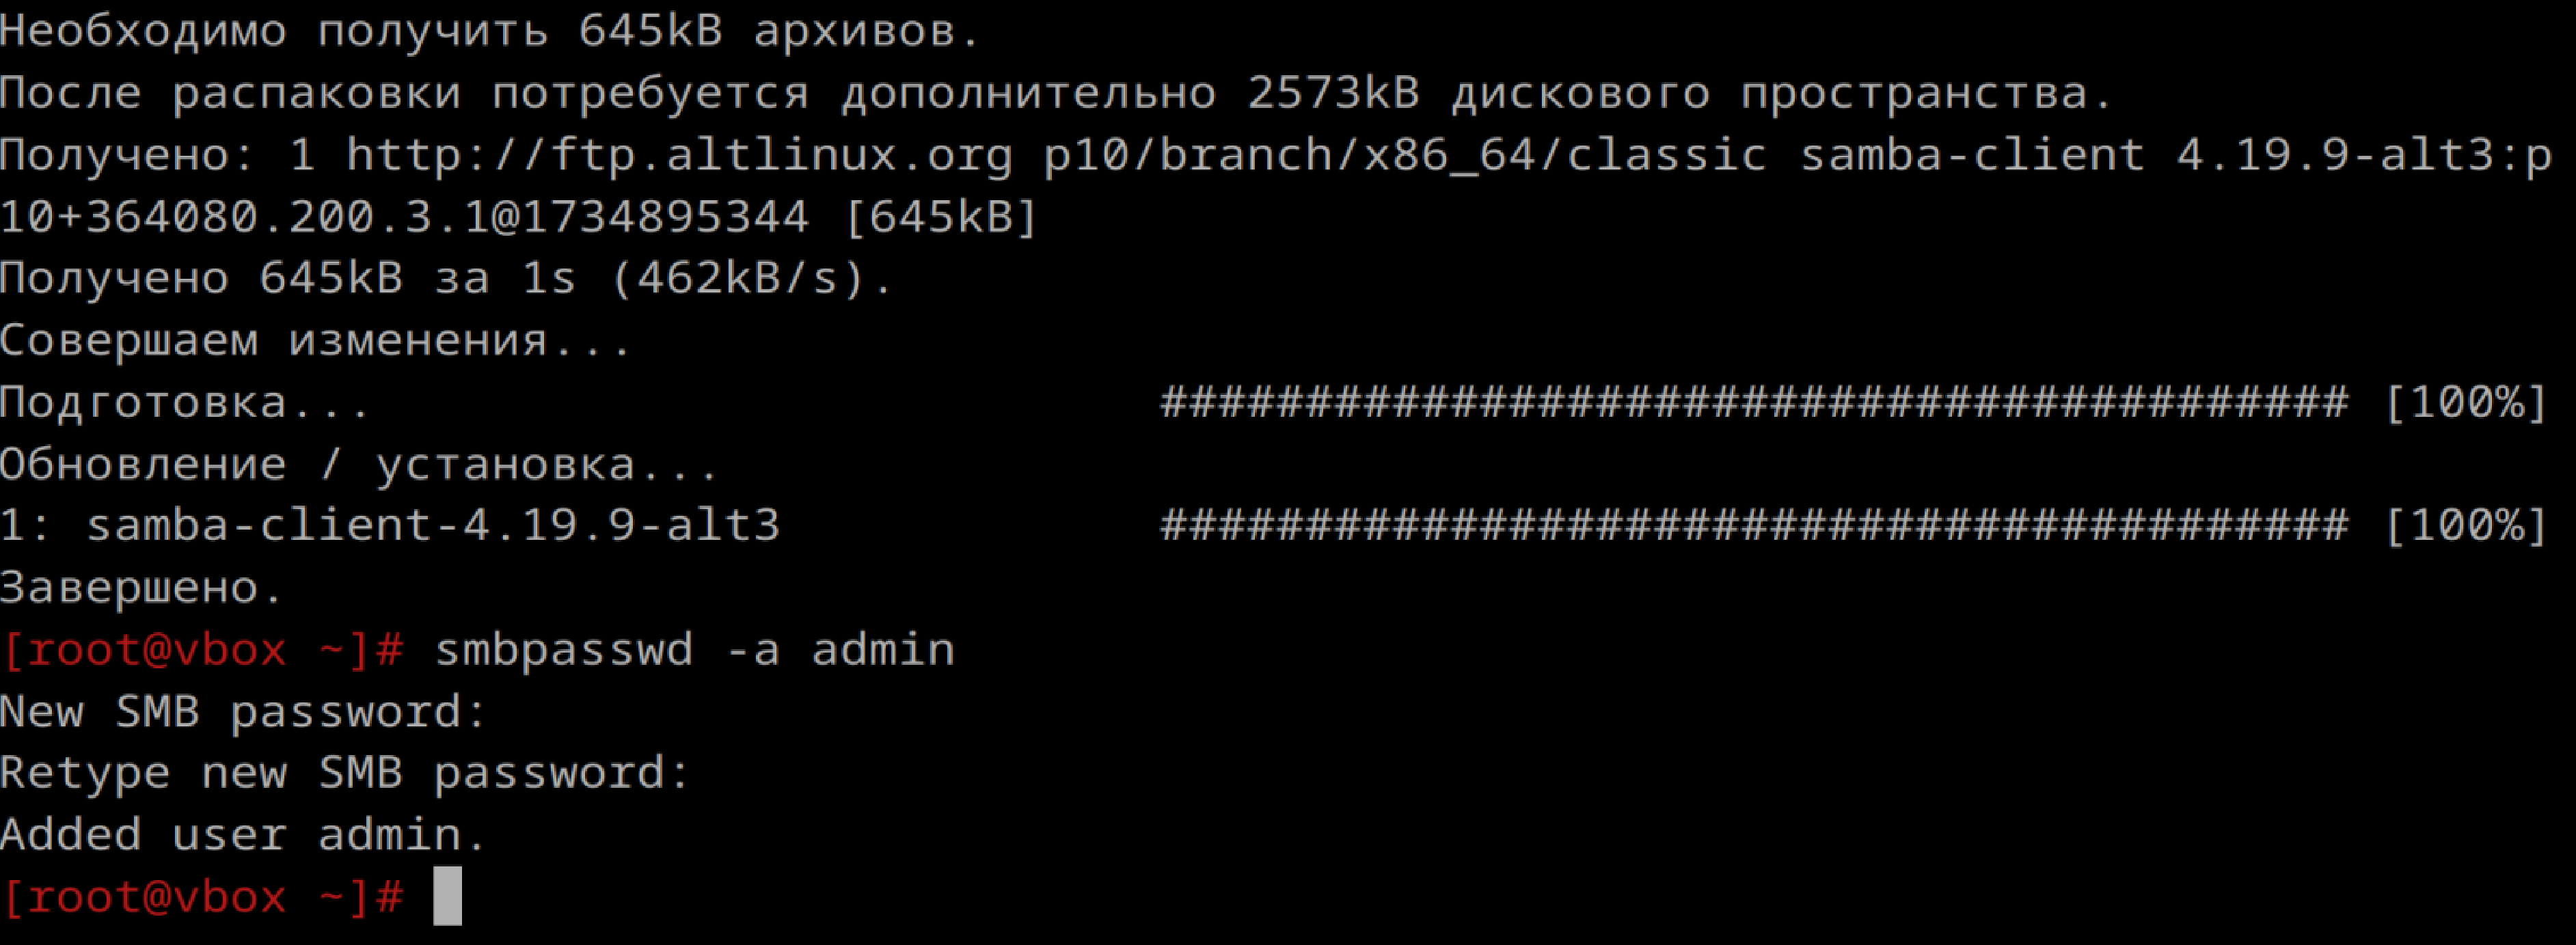 Необходимо получить 645kB архивов.
После распаковки потребуется дополнительно 2573kB дискового пространства.
Получено: 1 http://ftp.altlinux.org p10/branch/x86_64/classic samba-client 4.19.9-alt3:p
10+364080.200.3.1@1734895344 [645kB]
Получено 645kB за 1s (462kB/s).
Совершаем изменения...
Подготовка... ######################################### [100%]
Обновление / установка...
1: samba-client-4.19.9-alt3 ######################################### [100%]
Завершено.
[root@vbox ~]# smbpasswd -a admin
New SMB password:
Retype new SMB password:
Added user admin.
[root@vbox ~]#